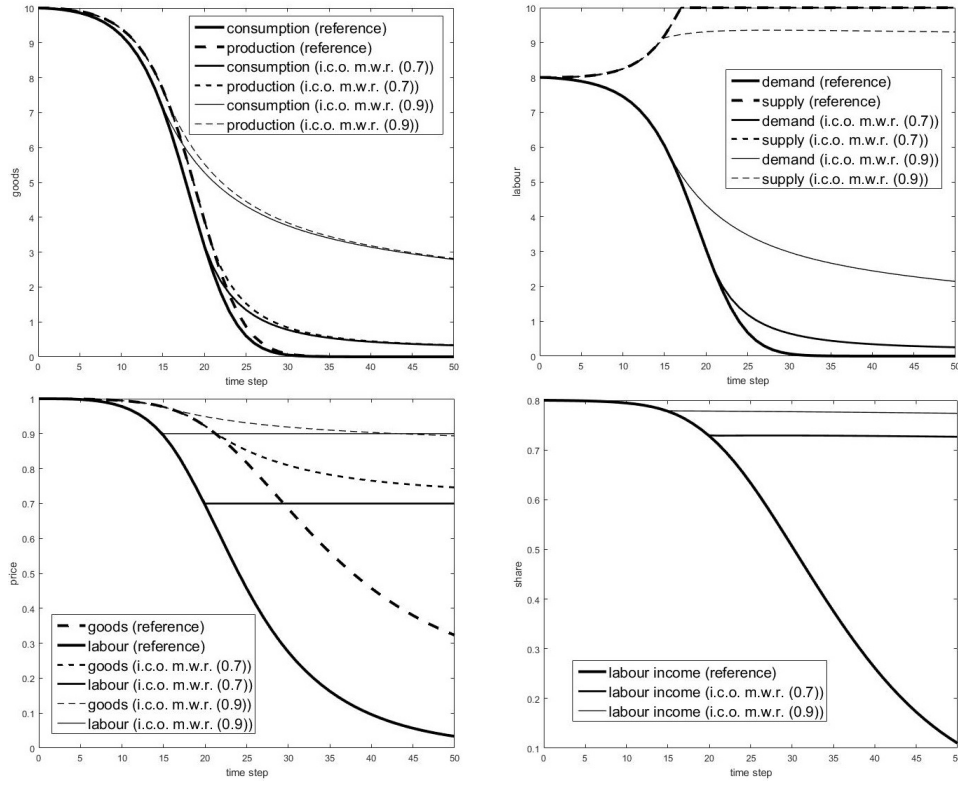 10
9
8
7
6
5
4
3
2
1
0
goods
consumption (reference)
production (reference)
consumption (i.c.o. m.w.r. (0.7))
production (i.c.o. m.w.r. (0.7))
consumption (i.c.o. m.w.r. (0.9))
production (i.c.o. m.w.r. (0.9))
0 5 10 15 20 25 30 35 40 45 50
time step
10
9
8
7
6
5
4
3
2
1
0
labour
demand (reference)
supply (reference)
demand (i.c.o. m.w.r. (0.7))
supply (i.c.o. m.w.r. (0.7))
demand (i.c.o. m.w.r. (0.9))
supply (i.c.o. m.w.r. (0.9))
0 5 10 15 20 25 30 35 40 45 50
time step
1
0.9
0.8
0.7
0.6
0.5
0.4
0.3
0.2
0.1
0
price
goods (reference)
labour (reference)
goods (i.c.o. m.w.r. (0.7))
labour (i.c.o. m.w.r. (0.7))
goods (i.c.o. m.w.r. (0.9))
labour (i.c.o. m.w.r. (0.9))
0 5 10 15 20 25 30 35 40 45 50
time step
0.8
0.7
0.6
0.5
0.4
0.3
0.2
0.1
share
labour income (reference)
labour income (i.c.o. m.w.r. (0.7))
labour income (i.c.o. m.w.r. (0.9))
0 5 10 15 20 25 30 35 40 45 50
time step